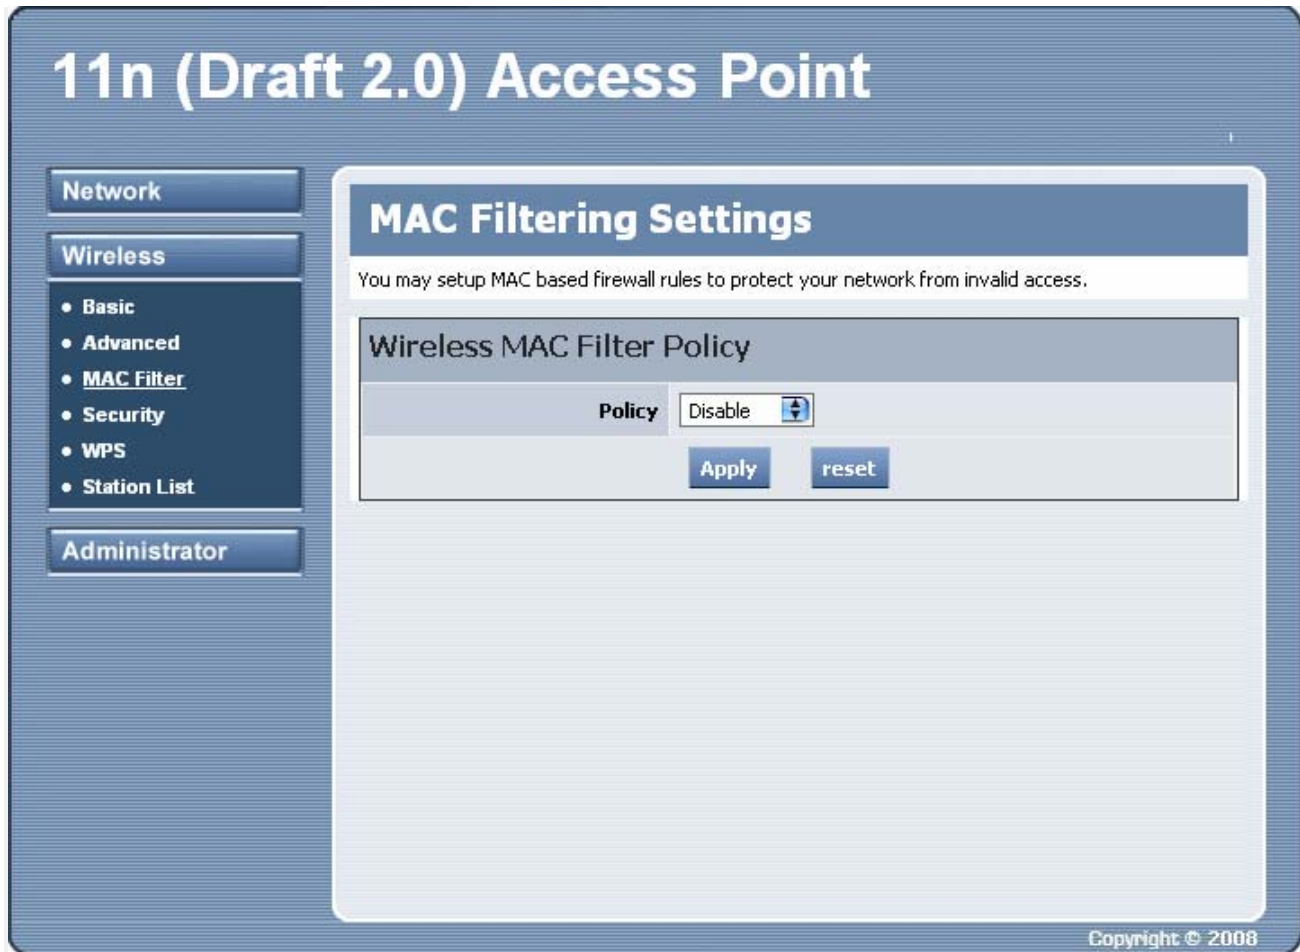 11n (Draft 2.0) Access Point
Network
Wireless
• Basic
• Advanced
• MAC Filter
• Security
• WPS
• Station List
Administrator
MAC Filtering Settings
You may setup MAC based firewall rules to protect your network from invalid access.
Wireless MAC Filter Policy
Policy Disable
Apply reset
Copyright © 2008